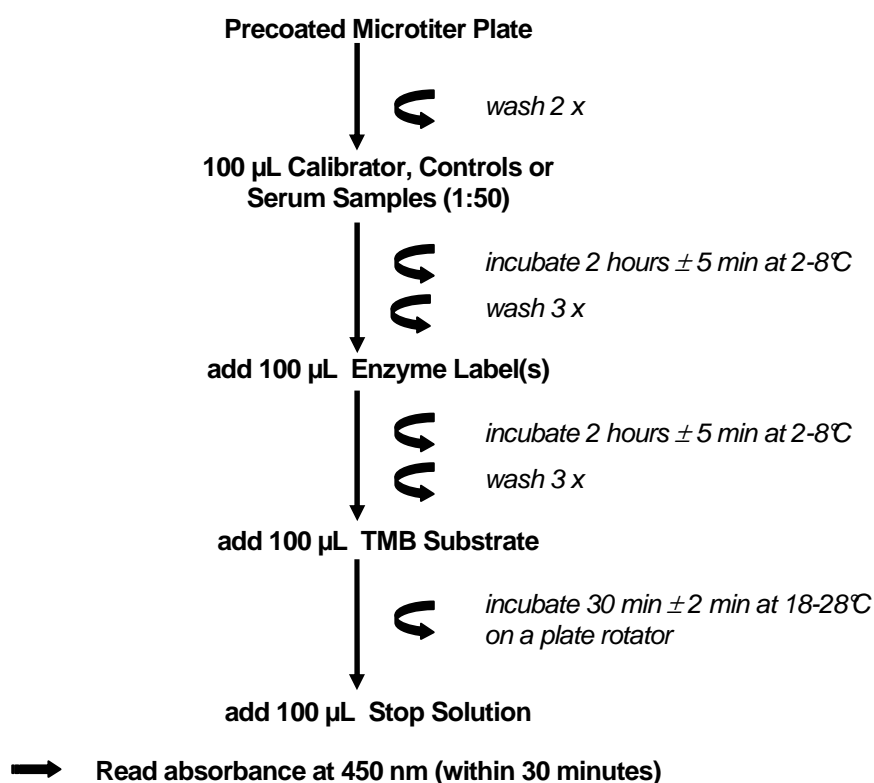 Precoated Microtiter Plate
wash 2 x
100 µL Calibrator, Controls or
Serum Samples (1:50)
incubate 2 hours ± 5 min at 2-8°C
wash 3 x
add 100 µL Enzyme Label(s)
incubate 2 hours ± 5 min at 2-8°C
wash 3 x
add 100 µL TMB Substrate
incubate 30 min ± 2 min at 18-28°C
on a plate rotator
add 100 µL Stop Solution
Read absorbance at 450 nm (within 30 minutes)